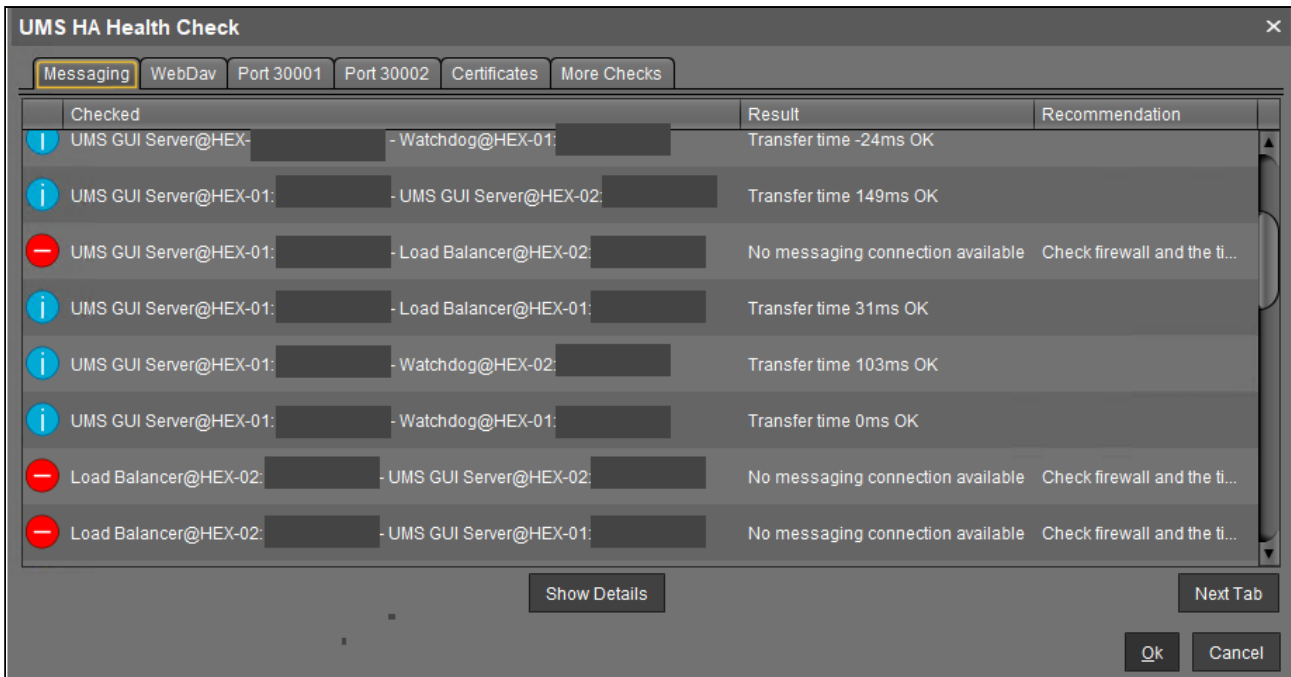 UMS HA Health Check
Messaging WebDav Port 30001 Port 30002 Certificates More Checks
Checked Result Recommendation
UMS GUI Server@HEX- - Watchdog@HEX-01: Transfer time -24ms OK
UMS GUI Server@HEX-01: - UMS GUI Server@HEX-02: Transfer time 149ms OK
UMS GUI Server@HEX-01: - Load Balancer@HEX-02: No messaging connection available Check firewall and the ti...
UMS GUI Server@HEX-01: - Load Balancer@HEX-01: Transfer time 31ms OK
UMS GUI Server@HEX-01: - Watchdog@HEX-02: Transfer time 103ms OK
UMS GUI Server@HEX-01: - Watchdog@HEX-01: Transfer time 0ms OK
Load Balancer@HEX-02: - UMS GUI Server@HEX-02: No messaging connection available Check firewall and the ti...
Load Balancer@HEX-02: - UMS GUI Server@HEX-01: No messaging connection available Check firewall and the ti...
Show Details Next Tab
Ok Cancel